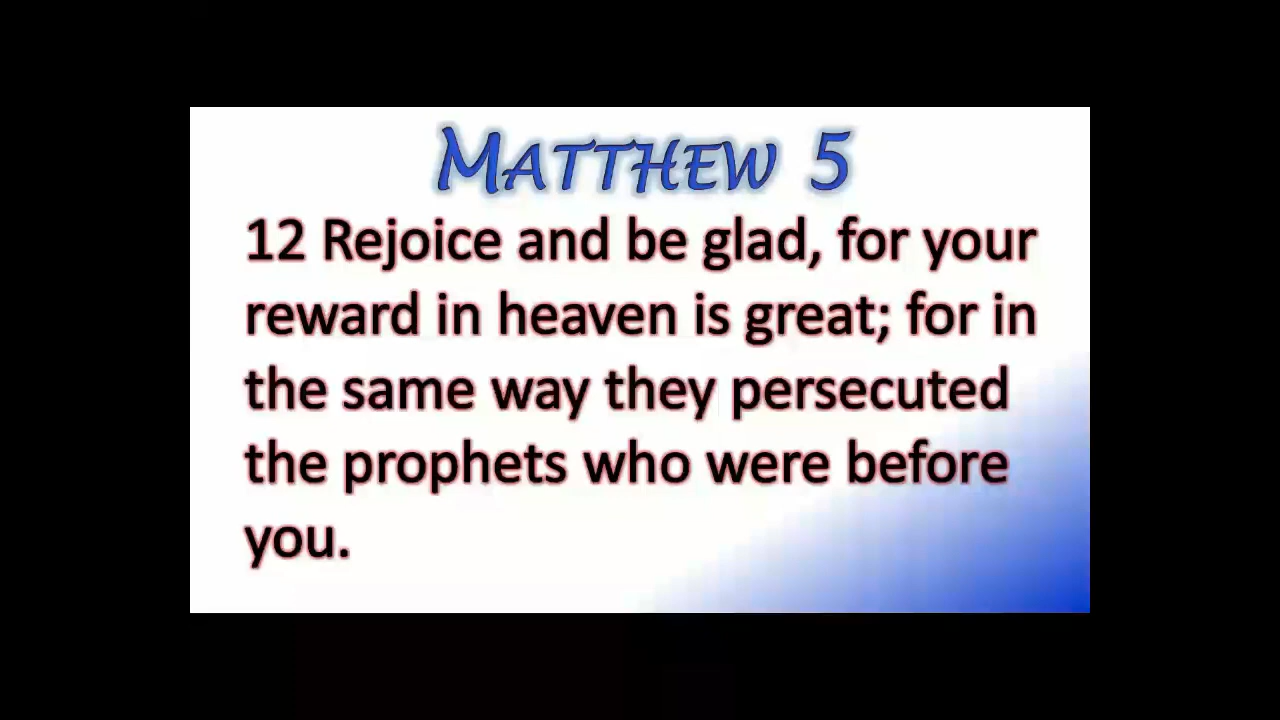 MATTHEW 5
12 Rejoice and be glad, for your
reward in heaven is great; for in
the same way they persecuted
the prophets who were before
you.